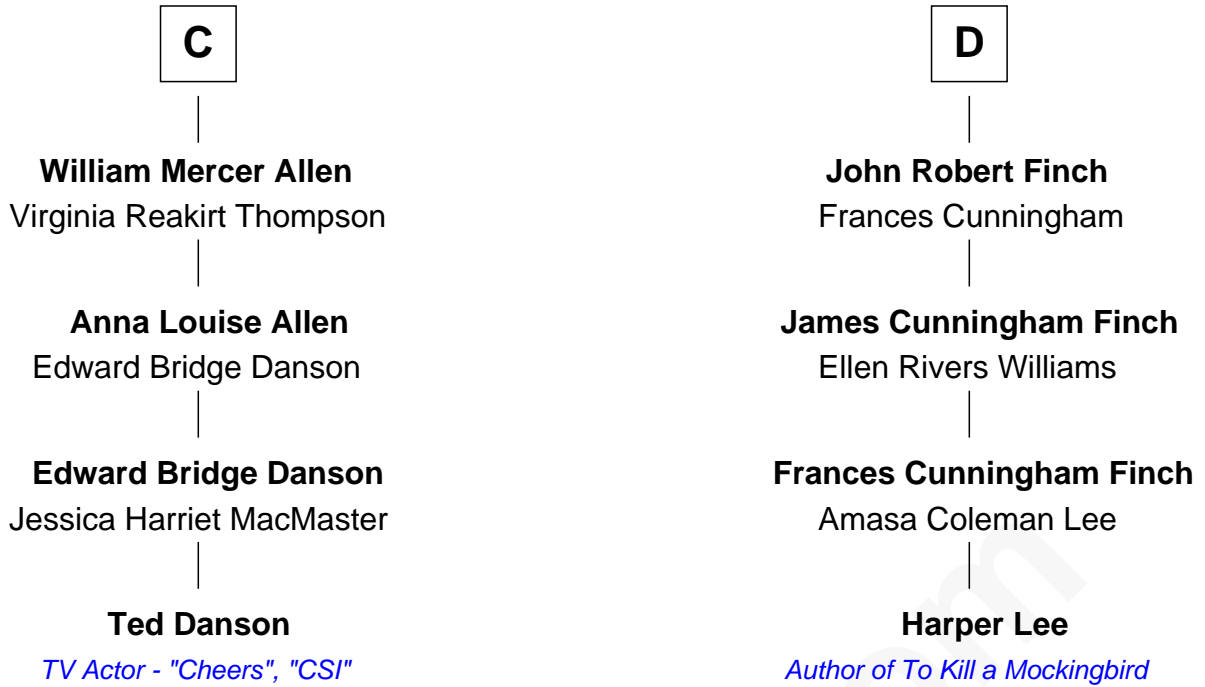 C
William Mercer Allen
Virginia Reakirt Thompson
Anna Louise Allen
Edward Bridge Danson
Edward Bridge Danson
Jessica Harriet MacMaster
Ted Danson
TV Actor - "Cheers", "CSI"
D
John Robert Finch
Frances Cunningham
James Cunningham Finch
Ellen Rivers Williams
Frances Cunningham Finch
Amasa Coleman Lee
Harper Lee
Author of To Kill a Mockingbird